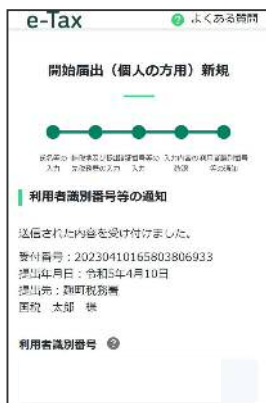 e-Tax
よくある質問
開始届出（個人の方用）新規
利用者識別番号等の通知
送信された内容を受け付けました。
受付番号：20230410165803806933
提出年月日：令和5年4月10日
提出先：麹町税務署
国税 太郎 様
利用者識別番号